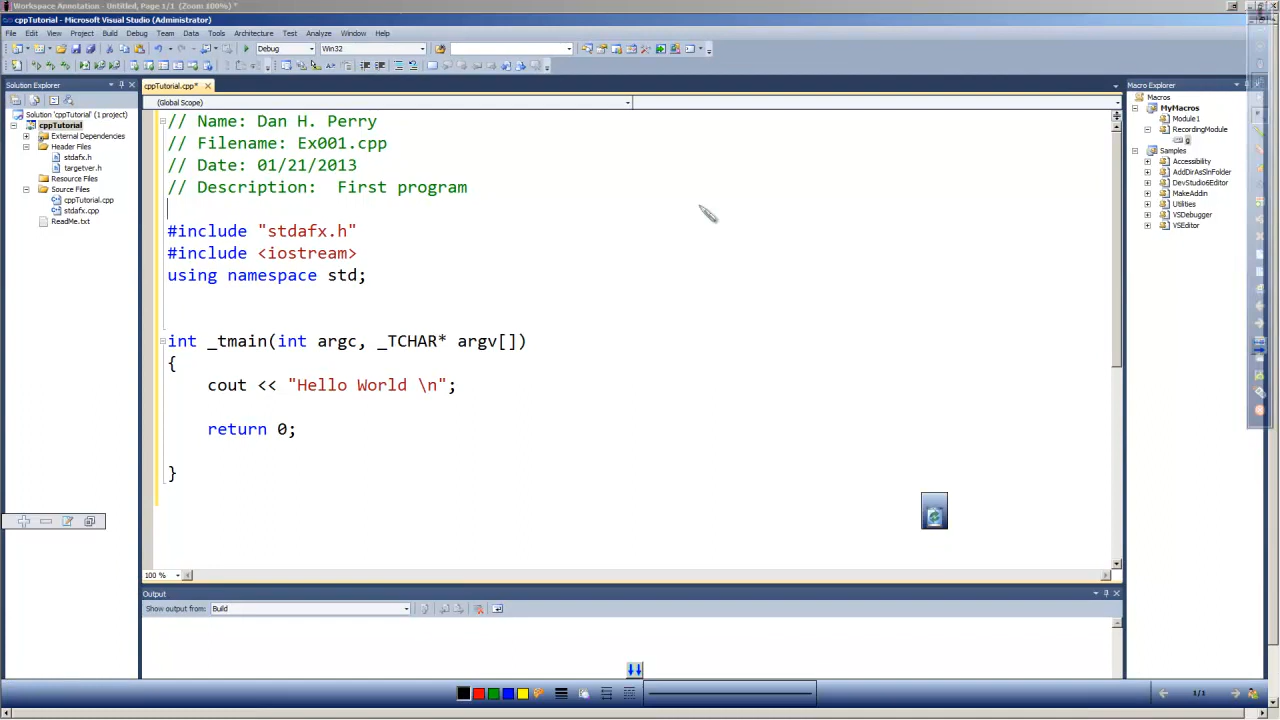 Workspace Annotation - Untitled, Page 1/1 (Zoom 100%) *
cppTutorial - Microsoft Visual Studio (Administrator)
File Edit View Project Build Debug Team Data Tools Architecture Test Analyze Window Help
Debug Win32
Solution Explorer
cppTutorial.cpp*
Macro Explorer
(Global Scope)
Solution 'cppTutorial' (1 project)
cppTutorial
External Dependencies
Header Files
stdafx.h
targetver.h
Resource Files
Source Files
cppTutorial.cpp
stdafx.cpp
ReadMe.txt
// Name: Dan H. Perry
// Filename: Ex001.cpp
// Date: 01/21/2013
// Description:  First program
#include "stdafx.h"
#include <iostream>
using namespace std;
int _tmain(int argc, _TCHAR* argv[])
{
cout << "Hello World \n";
return 0;
}
Macros
MyMacros
Module1
RecordingModule
g
Samples
Accessibility
AddDirAsSlnFolder
DevStudio6Editor
MakeAddin
Utilities
VSDebugger
VSEditor
100 %
Output
Show output from: Build
1/1